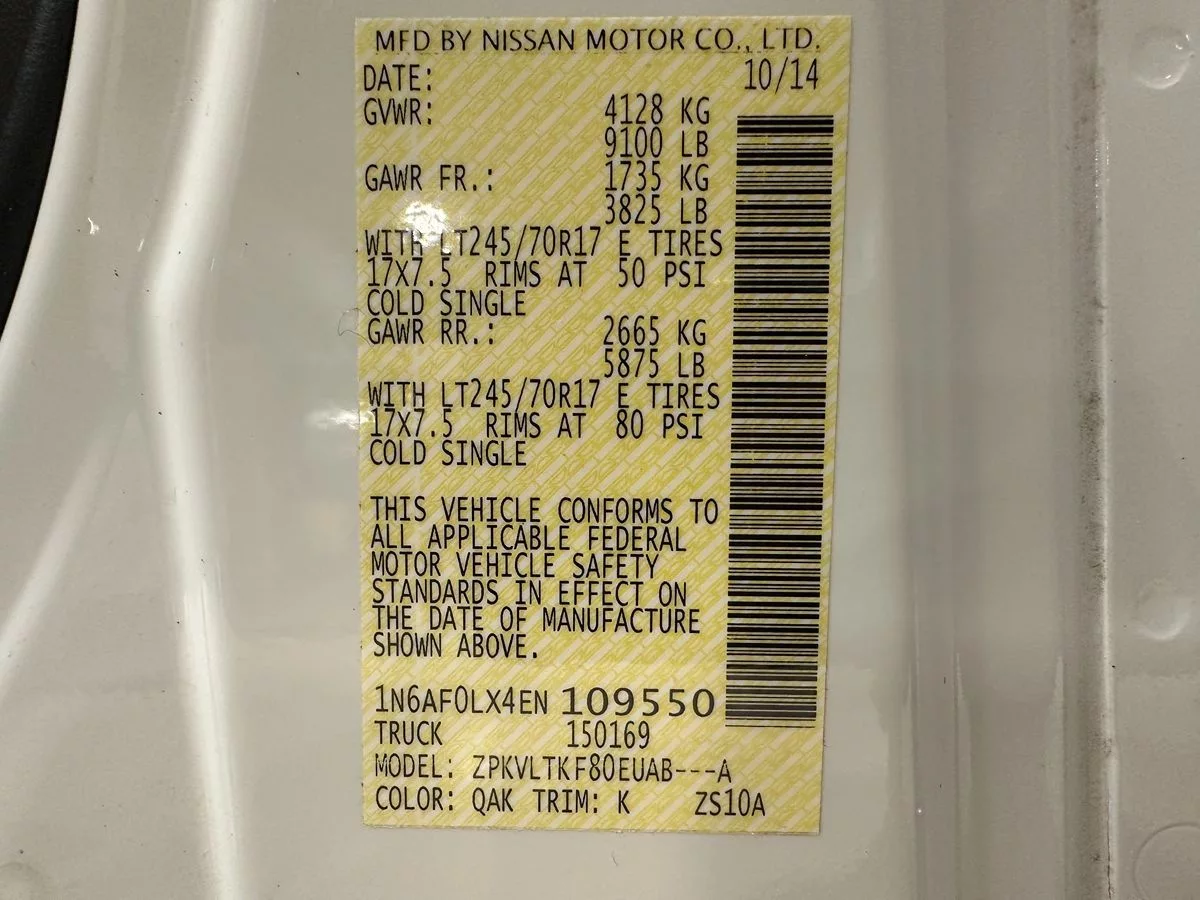 MFD BY NISSAN MOTOR CO., LTD.
DATE: 10/14
GVWR: 4128 KG
9100 LB
GAWR FR.: 1735 KG
3825 LB
WITH LT245/70R17 E TIRES
17X7.5 RIMS AT 50 PSI
COLD SINGLE
GAWR RR.: 2665 KG
5875 LB
WITH LT245/70R17 E TIRES
17X7.5 RIMS AT 80 PSI
COLD SINGLE
THIS VEHICLE CONFORMS TO
ALL APPLICABLE FEDERAL
MOTOR VEHICLE SAFETY
STANDARDS IN EFFECT ON
THE DATE OF MANUFACTURE
SHOWN ABOVE.
1N6AF0LX4EN 109550
TRUCK 150169
MODEL: ZPKVLTKF80EUAB---A
COLOR: QAK TRIM: K ZS10A